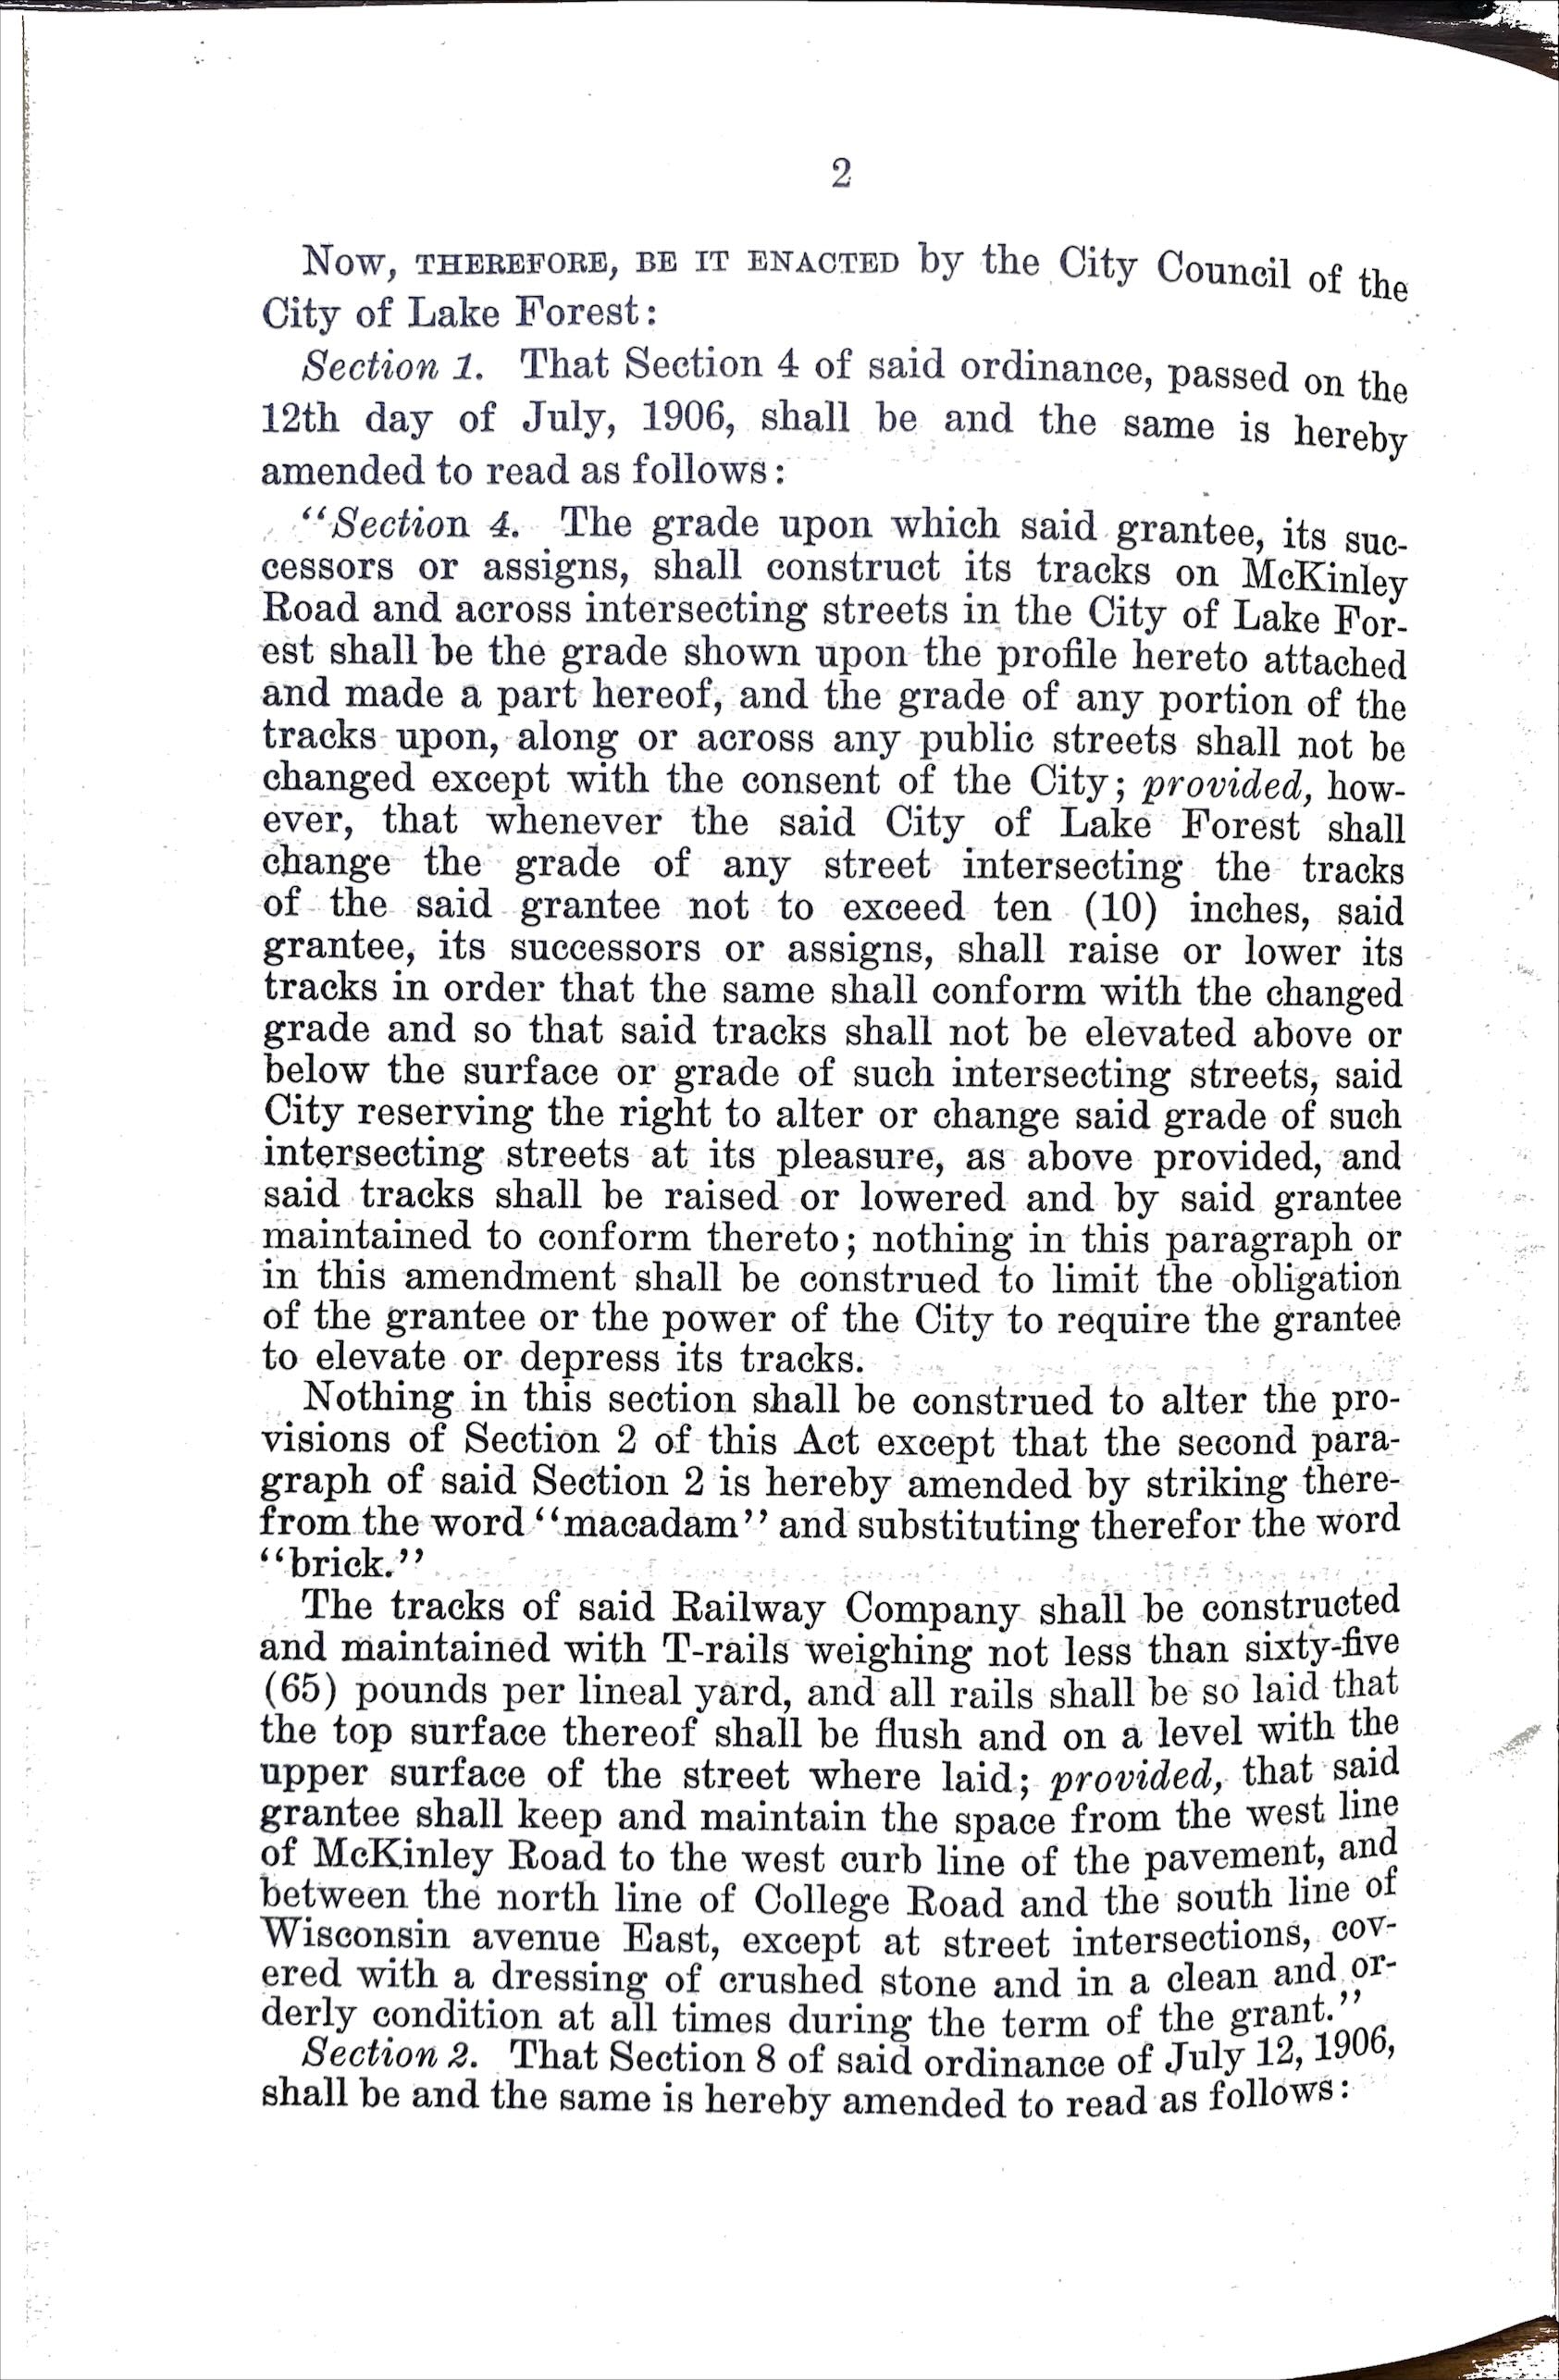 2
Now, THEREFORE, BE IT ENACTED by the City Council of the
City of Lake Forest:
Section 1. That Section 4 of said ordinance, passed on the
12th day of July, 1906, shall be and the same is hereby
amended to read as follows:
"Section 4. The grade upon which said grantee, its suc-
cessors or assigns, shall construct its tracks on McKinley
Road and across intersecting streets in the City of Lake For-
est shall be the grade shown upon the profile hereto attached
and made a part hereof, and the grade of any portion of the
tracks upon, along or across any public streets shall not be
changed except with the consent of the City; provided, how-
ever, that whenever the said City of Lake Forest shall
change the grade of any street intersecting the tracks
of the said grantee not to exceed ten (10) inches, said
grantee, its successors or assigns, shall raise or lower its
tracks in order that the same shall conform with the changed
grade and so that said tracks shall not be elevated above or
below the surface or grade of such intersecting streets, said
City reserving the right to alter or change said grade of such
intersecting streets at its pleasure, as above provided, and
said tracks shall be raised or lowered and by said grantee
maintained to conform thereto; nothing in this paragraph or
in this amendment shall be construed to limit the obligation
of the grantee or the power of the City to require the grantee
to elevate or depress its tracks.
Nothing in this section shall be construed to alter the pro-
visions of Section 2 of this Act except that the second para-
graph of said Section 2 is hereby amended by striking there-
from the word "macadam" and substituting therefor the word
"brick."
The tracks of said Railway Company shall be constructed
and maintained with T-rails weighing not less than sixty-five
(65) pounds per lineal yard, and all rails shall be so laid that
the top surface thereof shall be flush and on a level with the
upper surface of the street where laid; provided, that said
grantee shall keep and maintain the space from the west line
of McKinley Road to the west curb line of the pavement, and
between the north line of College Road and the south line of
Wisconsin avenue East, except at street intersections, cov-
ered with a dressing of crushed stone and in a clean and or-
derly condition at all times during the term of the grant."
Section 2. That Section 8 of said ordinance of July 12, 1906,
shall be and the same is hereby amended to read as follows: